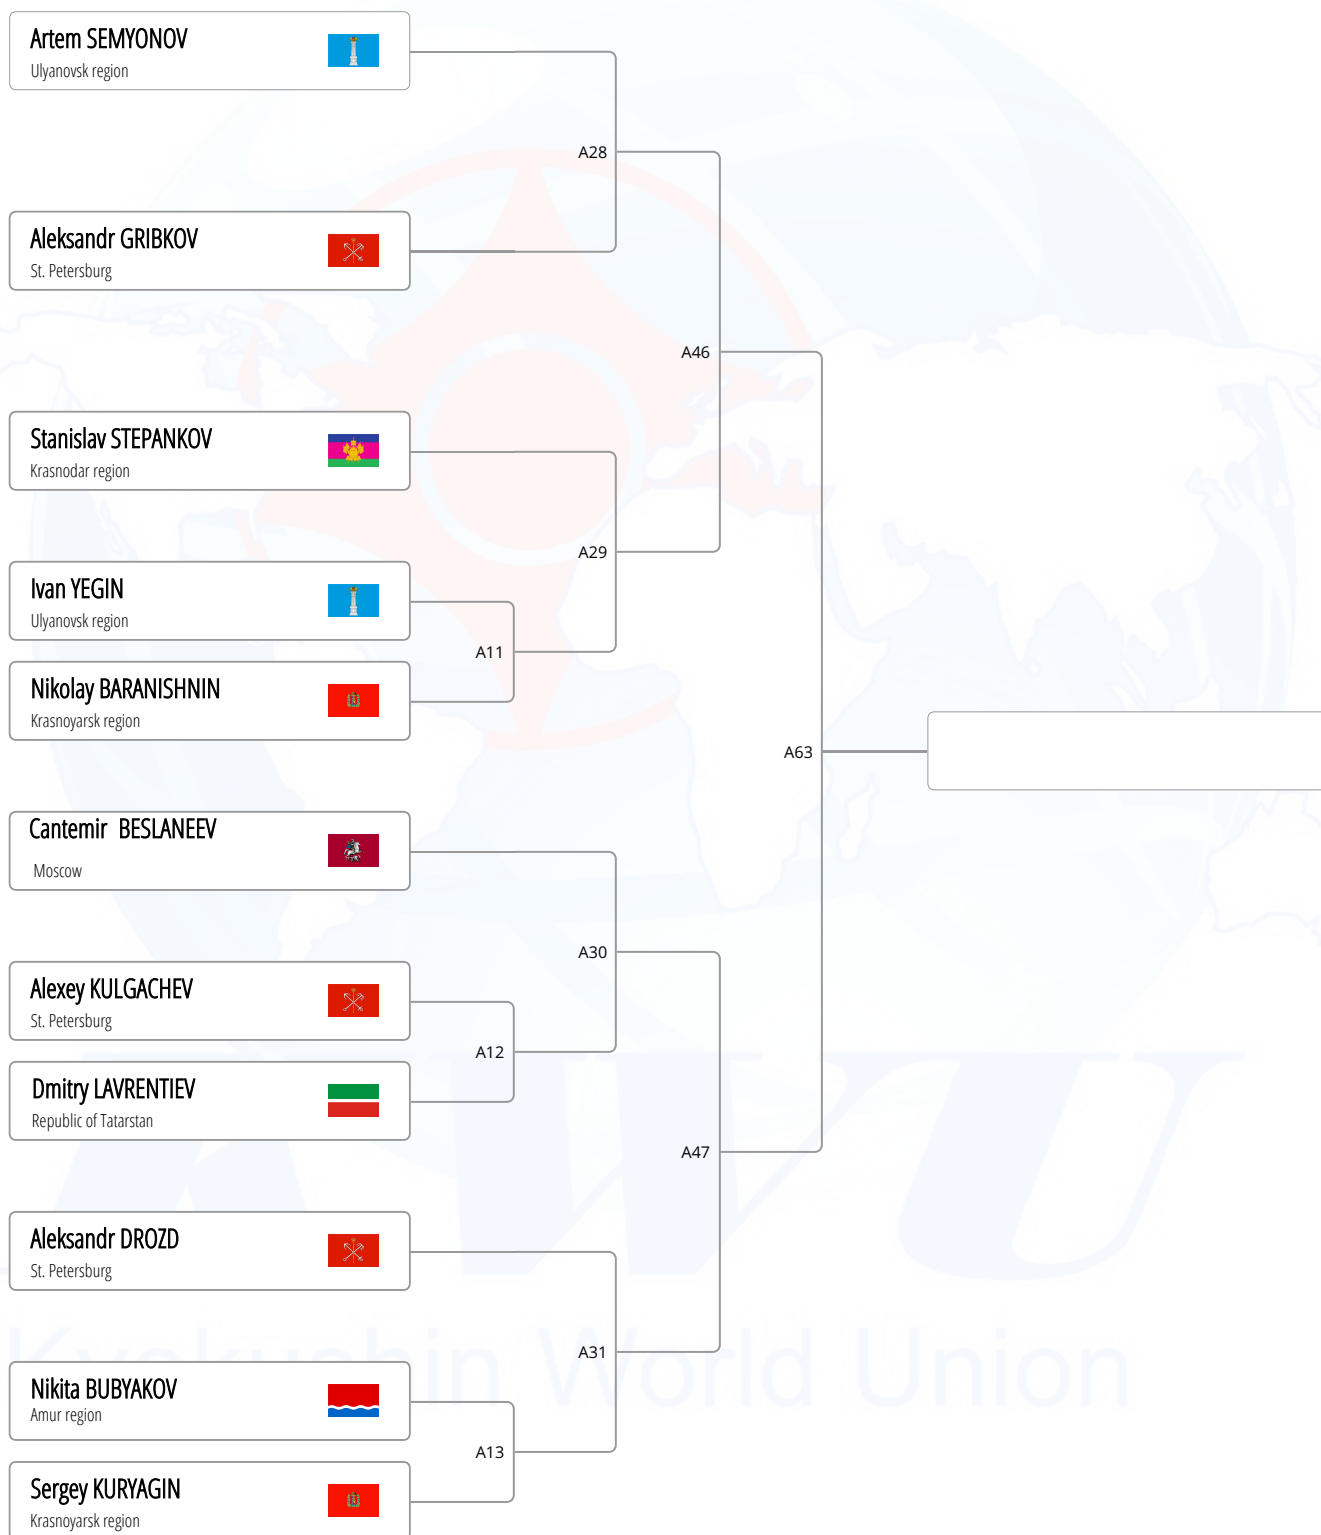 Artem SEMYONOV
Ulyanovsk region
A28
Aleksandr GRIBKOV
St. Petersburg
A46
Stanislav STEPANKOV
Krasnodar region
A29
Ivan YEGIN
Ulyanovsk region
A11
Nikolay BARANISHNIN
Krasnoyarsk region
A63
Cantemir BESLANEEV
Moscow
A30
Alexey KULGACHEV
St. Petersburg
A12
Dmitry LAVRENTIEV
Republic of Tatarstan
A47
Aleksandr DROZD
St. Petersburg
A31
Nikita BUBYAKOV
Amur region
A13
Sergey KURYAGIN
Krasnoyarsk region
KWU
Kyokushin World Union